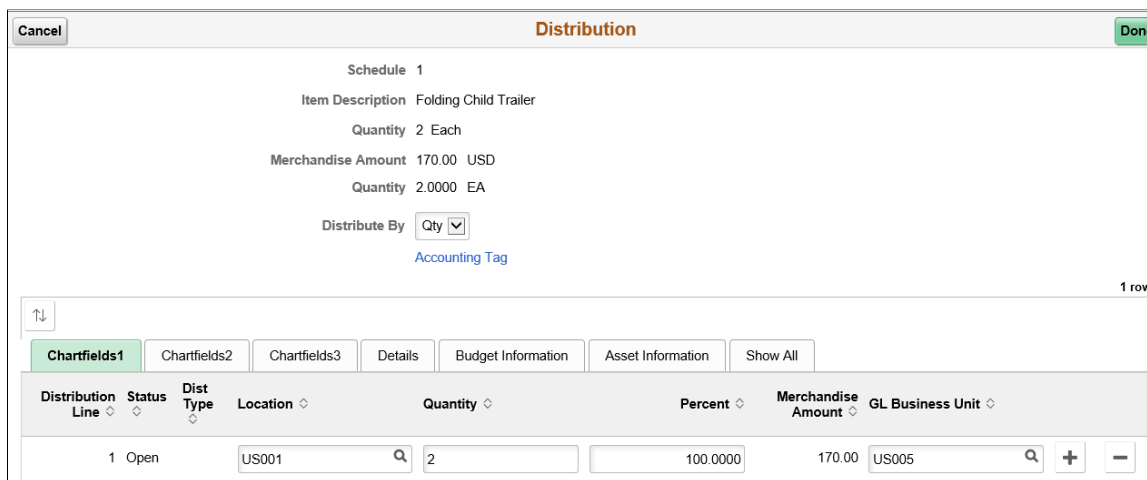 Cancel
Distribution
Don
Schedule 1
Item Description Folding Child Trailer
Quantity 2 Each
Merchandise Amount 170.00 USD
Quantity 2.0000 EA
Distribute By Qty
Accounting Tag
1 row
Chartfields1 Chartfields2 Chartfields3 Details Budget Information Asset Information Show All
Distribution Line Status Dist Type Location Quantity Percent Merchandise Amount GL Business Unit
1 Open US001 2 100.0000 170.00 US005